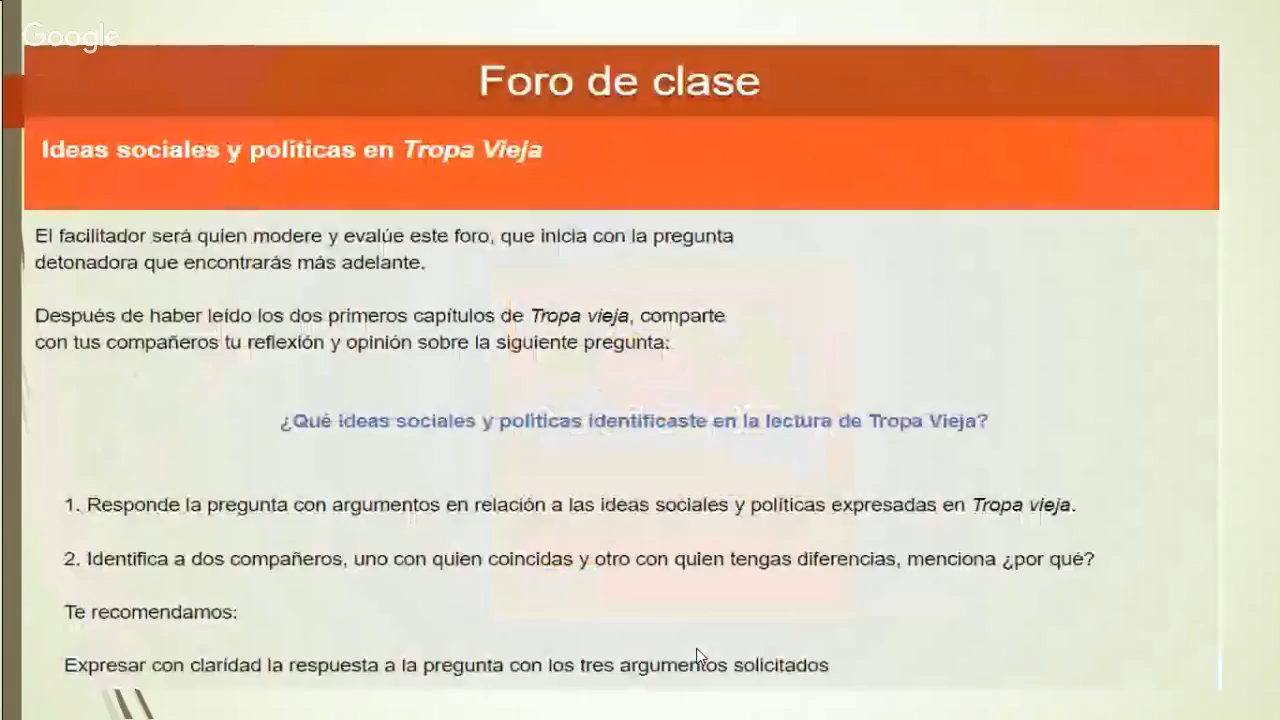 Google
Foro de clase
Ideas sociales y políticas en Tropa Vieja
El facilitador será quien modere y evalúe este foro, que inicia con la pregunta
detonadora que encontrarás más adelante.
Después de haber leído los dos primeros capítulos de Tropa vieja, comparte
con tus compañeros tu reflexión y opinión sobre la siguiente pregunta:
¿Qué ideas sociales y políticas identificaste en la lectura de Tropa Vieja?
1. Responde la pregunta con argumentos en relación a las ideas sociales y políticas expresadas en Tropa vieja.
2. Identifica a dos compañeros, uno con quien coincidas y otro con quien tengas diferencias, menciona ¿por qué?
Te recomendamos:
Expresar con claridad la respuesta a la pregunta con los tres argumentos solicitados